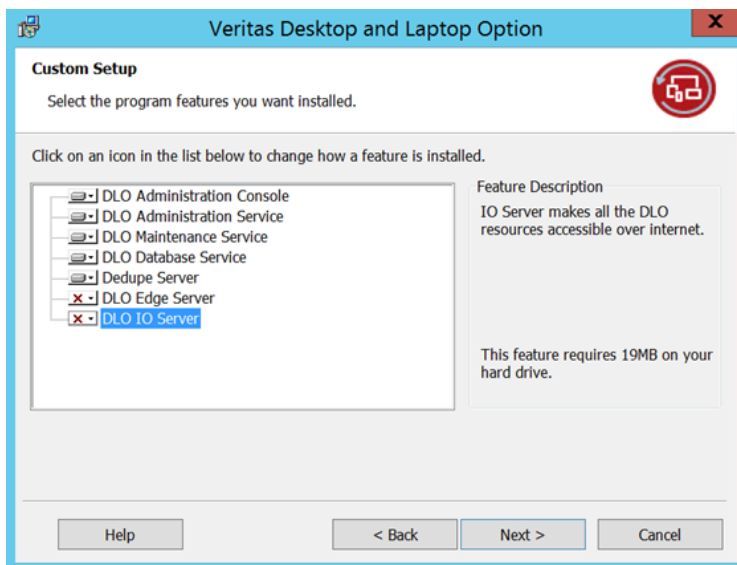 Veritas Desktop and Laptop Option
X
Custom Setup
Select the program features you want installed.
Click on an icon in the list below to change how a feature is installed.
DLO Administration Console
DLO Administration Service
DLO Maintenance Service
DLO Database Service
Dedupe Server
DLO Edge Server
DLO IO Server
Feature Description
IO Server makes all the DLO
resources accessible over internet.
This feature requires 19MB on your
hard drive.
Help
< Back
Next >
Cancel